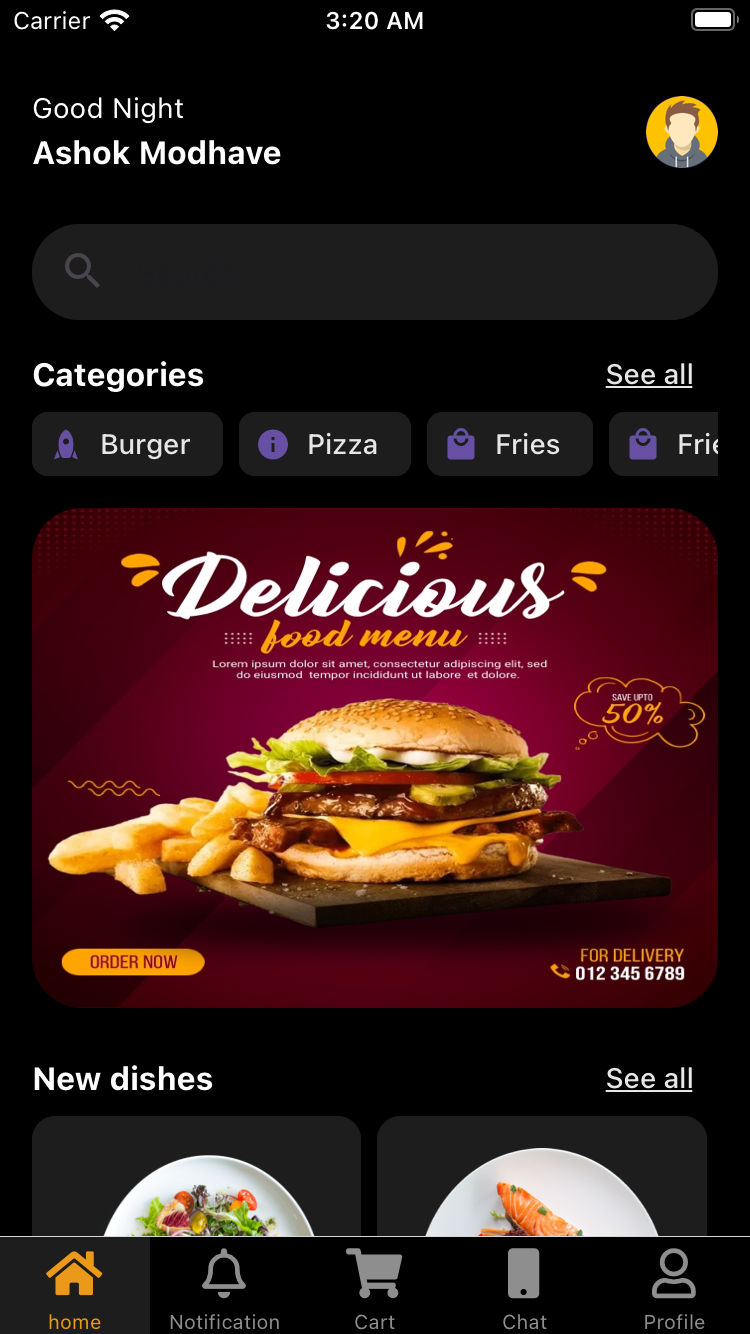 Carrier 3:20 AM
Good Night
Ashok Modhave
Categories See all
Burger Pizza Fries Frie
Delicious
food menu
Lorem ipsum dolor sit amet, consectetur adipiscing elit, sed
do eiusmod tempor incididunt ut labore et dolore.
SAVE UPTO
50%
ORDER NOW
FOR DELIVERY
012 345 6789
New dishes See all
home Notification Cart Chat Profile